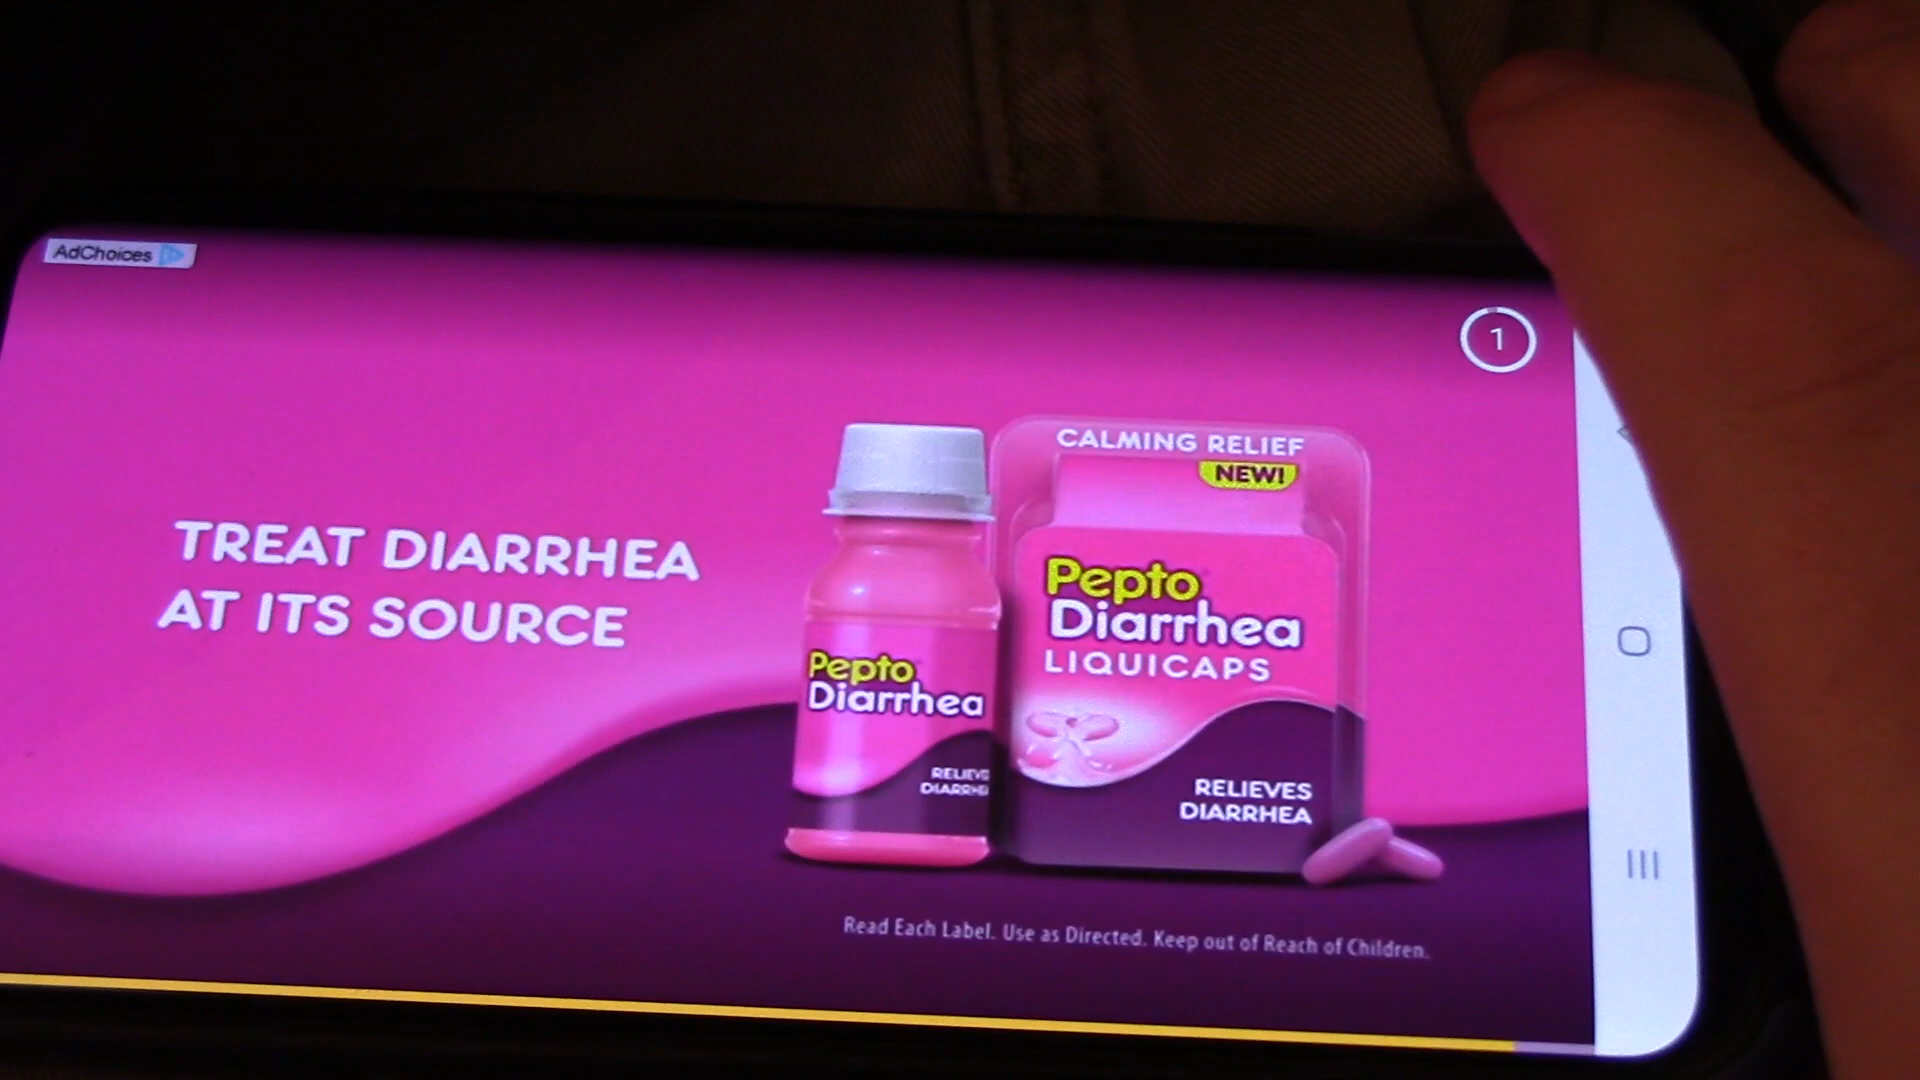 AdChoices
1
TREAT DIARRHEA
AT ITS SOURCE
CALMING RELIEF
NEW!
Pepto
Diarrhea
LIQUICAPS
RELIEVES
DIARRHEA
Pepto
Diarrhea
Read Each Label. Use as Directed. Keep out of Reach of Children.